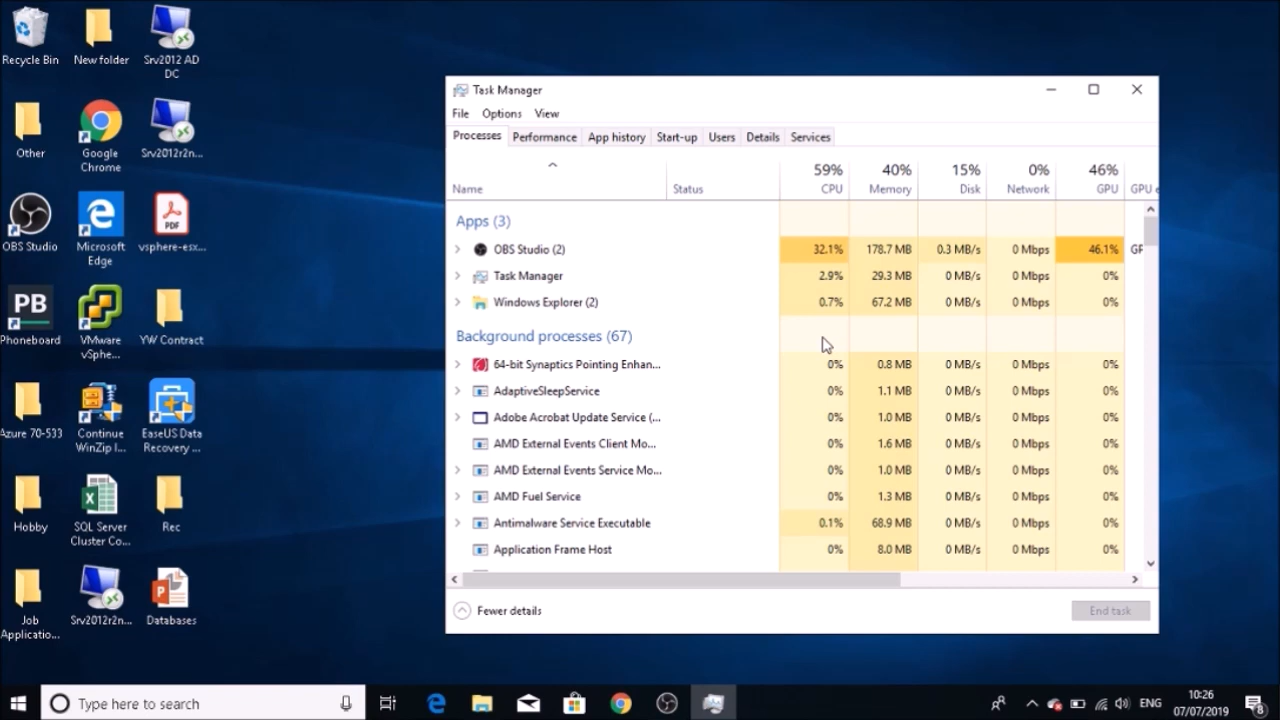 Recycle Bin
New folder
Srv2012 AD
DC
Other
Google
Chrome
Srv2012r2n...
OBS Studio
Microsoft
Edge
PDF
vsphere-esx...
PB
Phoneboard
VMware
vSphe...
YW Contract
Azure 70-533
Continue
WinZip I...
EaseUS Data
Recovery ...
Hobby
SQL Server
Cluster Co...
Rec
Job
Applicatio...
Srv2012r2n...
Databases
Task Manager
File Options View
Processes Performance App history Start-up Users Details Services
59% 40% 15% 0% 46%
Name Status CPU Memory Disk Network GPU GPU e
Apps (3)
OBS Studio (2) 32.1% 178.7 MB 0.3 MB/s 0 Mbps 46.1% GP
Task Manager 2.9% 29.3 MB 0 MB/s 0 Mbps 0%
Windows Explorer (2) 0.7% 67.2 MB 0 MB/s 0 Mbps 0%
Background processes (67)
64-bit Synaptics Pointing Enhan... 0% 0.8 MB 0 MB/s 0 Mbps 0%
AdaptiveSleepService 0% 1.1 MB 0 MB/s 0 Mbps 0%
Adobe Acrobat Update Service (... 0% 1.0 MB 0 MB/s 0 Mbps 0%
AMD External Events Client Mo... 0% 1.6 MB 0 MB/s 0 Mbps 0%
AMD External Events Service Mo... 0% 1.0 MB 0 MB/s 0 Mbps 0%
AMD Fuel Service 0% 1.3 MB 0 MB/s 0 Mbps 0%
Antimalware Service Executable 0.1% 68.9 MB 0 MB/s 0 Mbps 0%
Application Frame Host 0% 8.0 MB 0 MB/s 0 Mbps 0%
Fewer details End task
Type here to search
ENG
10:26
07/07/2019
8